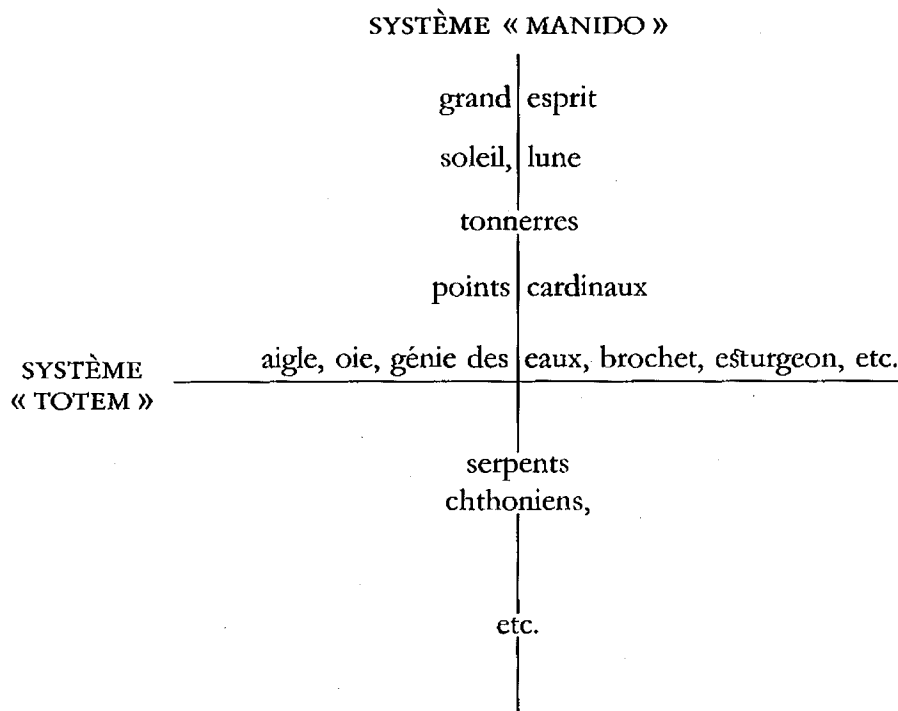 SYSTÈME « MANIDO »
grand esprit
soleil, lune
tonnerres
points cardinaux
aigle, oie, génie des eaux, brochet, esturgeon, etc.
SYSTÈME
« TOTEM »
serpents
chthoniens,
etc.